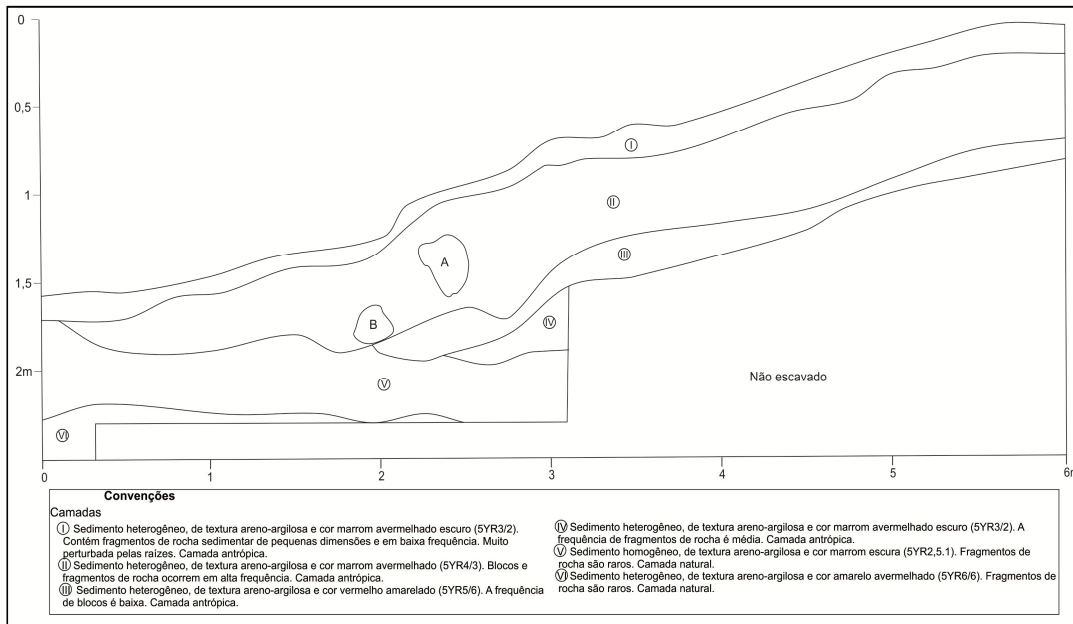 0
0,5
1
1,5
2m
I
II
III
A
B
IV
V
VI
Não escavado
0
1
2
3
4
5
6m
Convenções
Camadas
I Sedimento heterogêneo, de textura areno-argilosa e cor marrom avermelhado escuro (5YR3/2).
Contém fragmentos de rocha sedimentar de pequenas dimensões e em baixa frequência. Muito
perturbada pelas raízes. Camada antrópica.
II Sedimento heterogêneo, de textura areno-argilosa e cor marrom avermelhado (5YR4/3). Blocos e
fragmentos de rocha ocorrem em alta frequência. Camada antrópica.
III Sedimento heterogêneo, de textura areno-argilosa e cor vermelho amarelado (5YR5/6). A frequência
de blocos é baixa. Camada antrópica.
IV Sedimento heterogêneo, de textura areno-argilosa e cor marrom avermelhado escuro (5YR3/2). A
frequência de fragmentos de rocha é média. Camada antrópica.
V Sedimento homogêneo, de textura areno-argilosa e cor marrom escura (5YR2,5.1). Fragmentos de
rocha são raros. Camada natural.
VI Sedimento heterogêneo, de textura areno-argilosa e cor amarelo avermelhado (5YR6/6). Fragmentos de
rocha são raros. Camada natural.